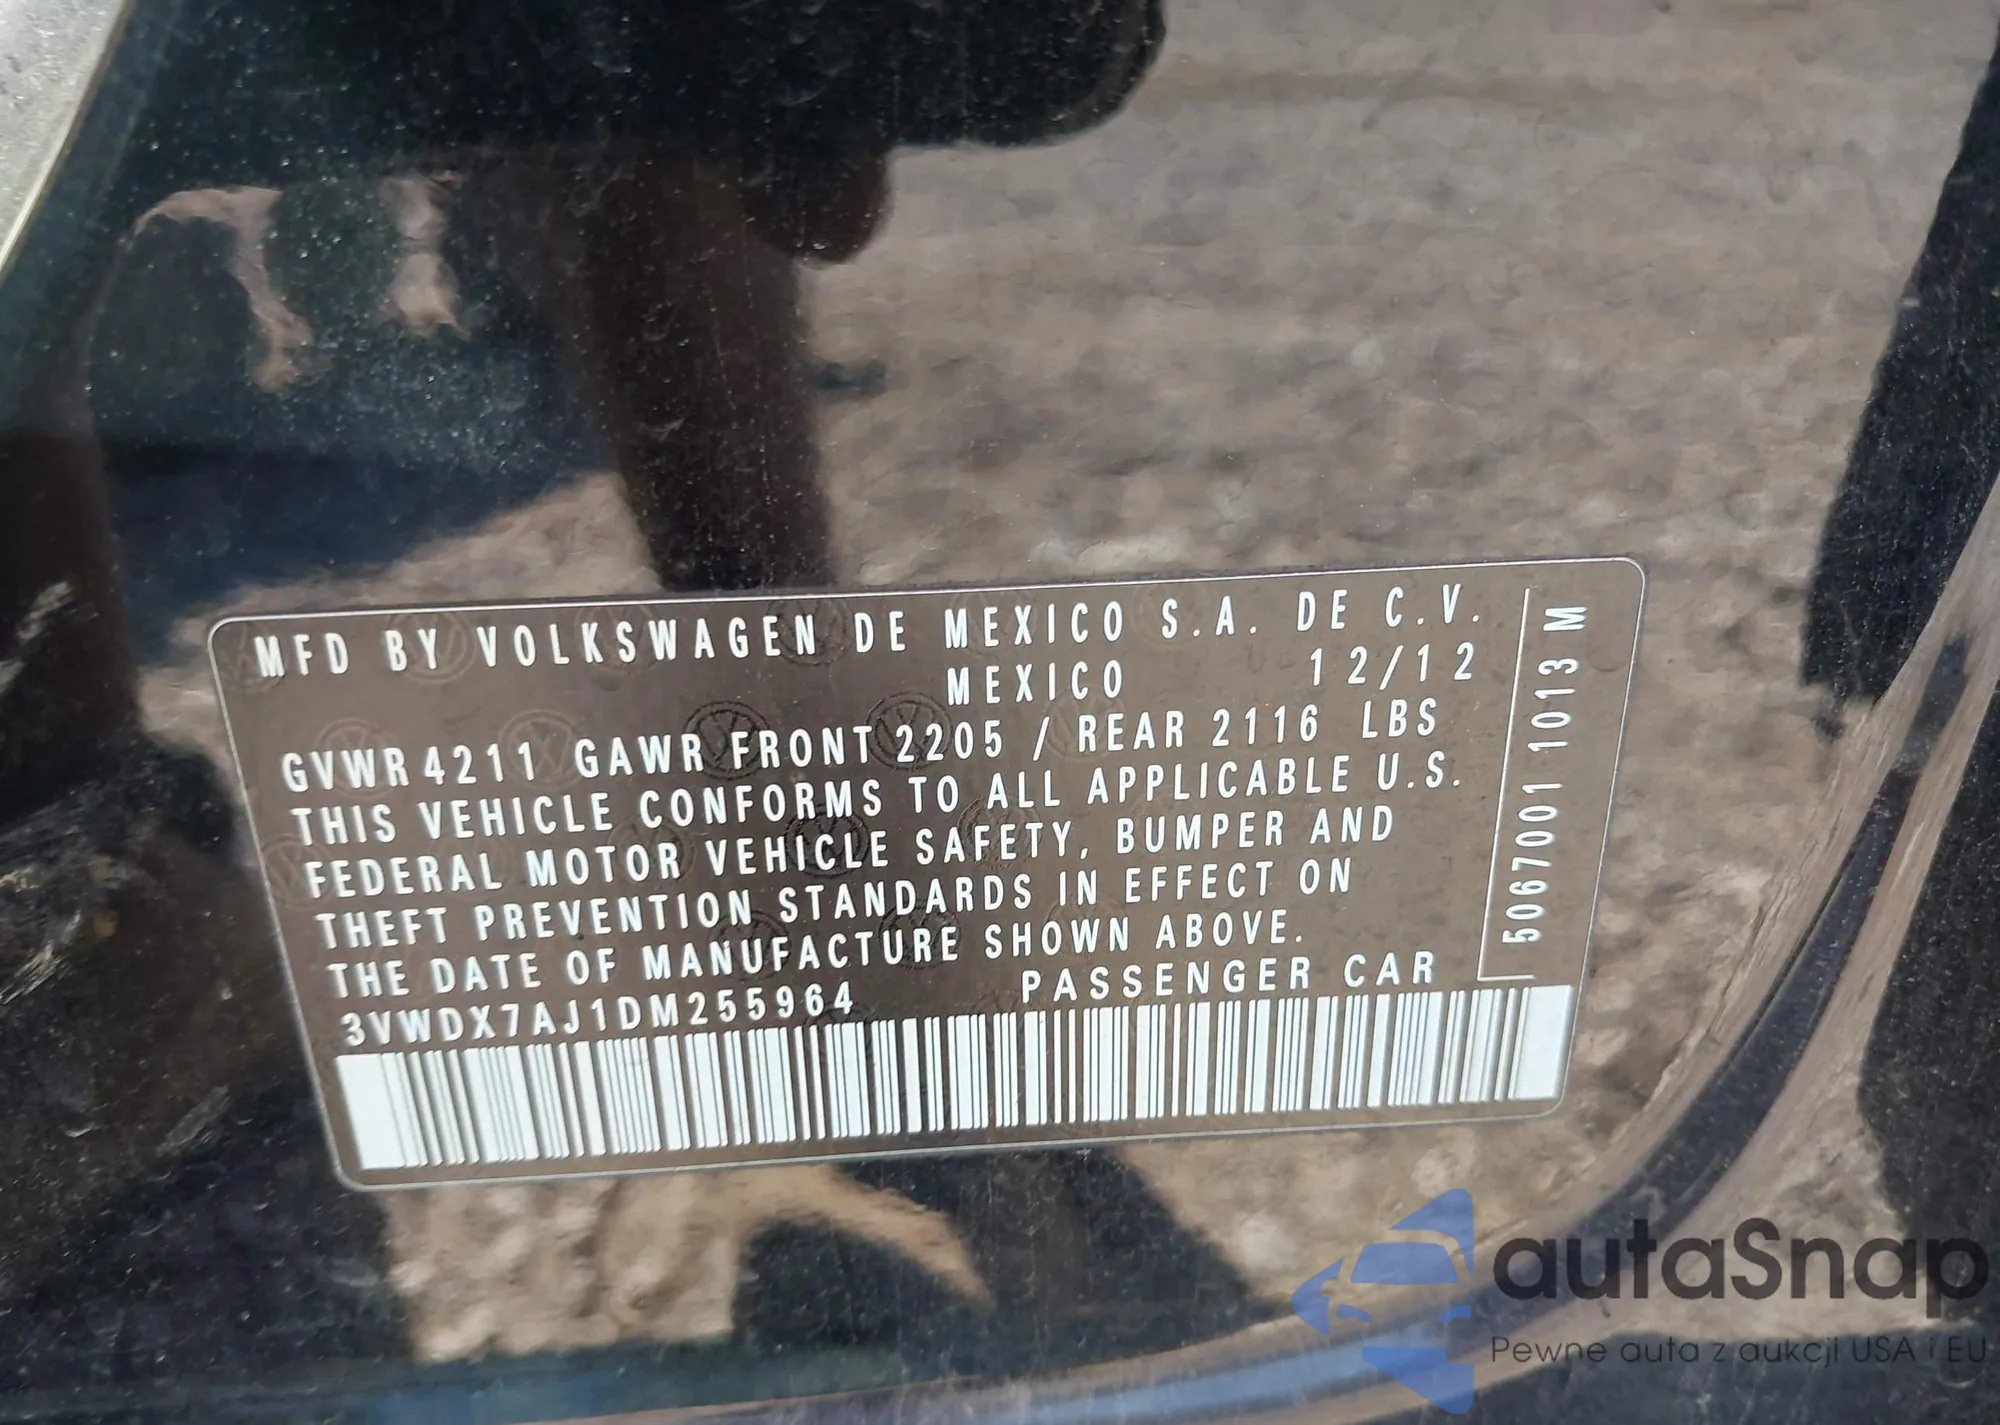 MFD BY VOLKSWAGEN DE MEXICO S.A. DE C.V.
MEXICO 12/12
GVWR 4211 GAWR FRONT 2205 / REAR 2116 LBS
THIS VEHICLE CONFORMS TO ALL APPLICABLE U.S.
FEDERAL MOTOR VEHICLE SAFETY, BUMPER AND
THEFT PREVENTION STANDARDS IN EFFECT ON
THE DATE OF MANUFACTURE SHOWN ABOVE.
3VWDX7AJ1DM255964 PASSENGER CAR
5067001 1013 M
autaSnap
Pewne auta z aukcji USA i EU